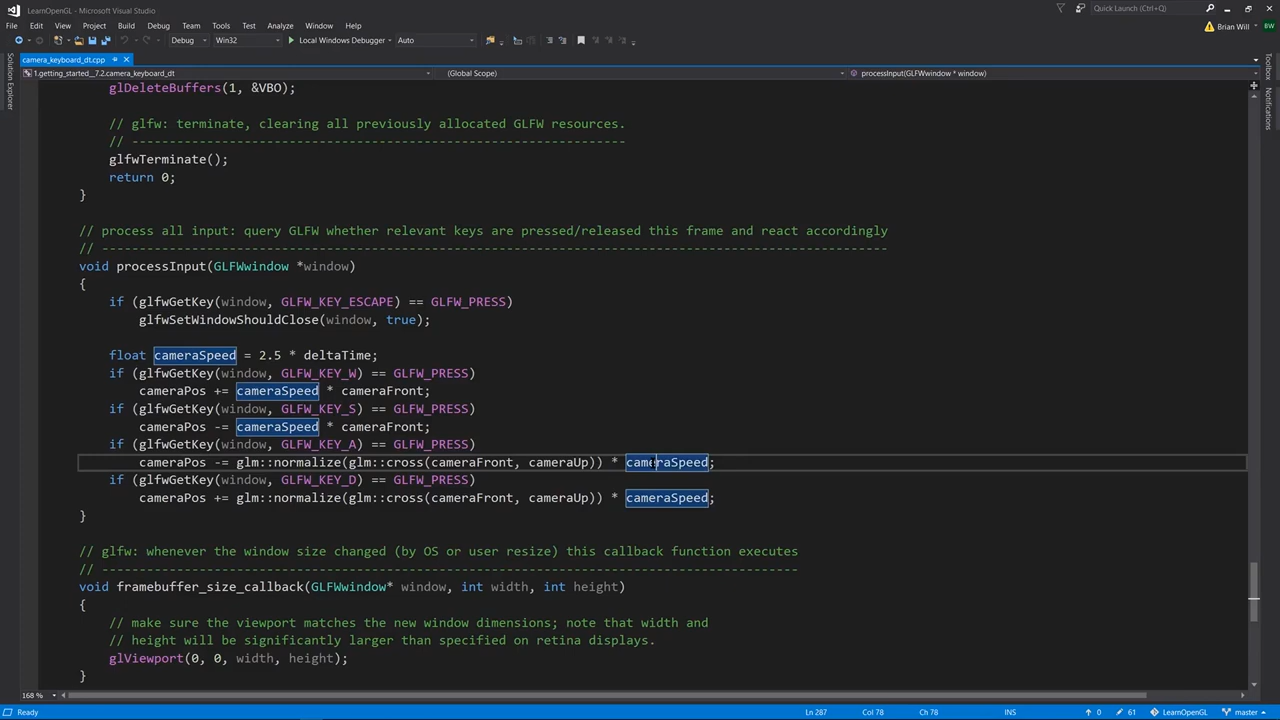 LearnOpenGL - Microsoft Visual Studio
Quick Launch (Ctrl+Q)
File Edit View Project Build Debug Team Tools Test Analyze Window Help
Brian Will BW
Debug Win32 Local Windows Debugger Auto
Solution Explorer
Toolbox
Notifications
camera_keyboard_dt.cpp
1.getting_started__7.2.camera_keyboard_dt (Global Scope) processInput(GLFWwindow * window)
glDeleteBuffers(1, &VBO);
// glfw: terminate, clearing all previously allocated GLFW resources.
// ------------------------------------------------------------------
glfwTerminate();
return 0;
}
// process all input: query GLFW whether relevant keys are pressed/released this frame and react accordingly
// ---------------------------------------------------------------------------------------------------------
void processInput(GLFWwindow *window)
{
if (glfwGetKey(window, GLFW_KEY_ESCAPE) == GLFW_PRESS)
glfwSetWindowShouldClose(window, true);
float cameraSpeed = 2.5 * deltaTime;
if (glfwGetKey(window, GLFW_KEY_W) == GLFW_PRESS)
cameraPos += cameraSpeed * cameraFront;
if (glfwGetKey(window, GLFW_KEY_S) == GLFW_PRESS)
cameraPos -= cameraSpeed * cameraFront;
if (glfwGetKey(window, GLFW_KEY_A) == GLFW_PRESS)
cameraPos -= glm::normalize(glm::cross(cameraFront, cameraUp)) * cameraSpeed;
if (glfwGetKey(window, GLFW_KEY_D) == GLFW_PRESS)
cameraPos += glm::normalize(glm::cross(cameraFront, cameraUp)) * cameraSpeed;
}
// glfw: whenever the window size changed (by OS or user resize) this callback function executes
// ---------------------------------------------------------------------------------------------
void framebuffer_size_callback(GLFWwindow* window, int width, int height)
{
// make sure the viewport matches the new window dimensions; note that width and
// height will be significantly larger than specified on retina displays.
glViewport(0, 0, width, height);
}
168 %
Ready Ln 287 Col 78 Ch 78 INS 0 61 LearnOpenGL master